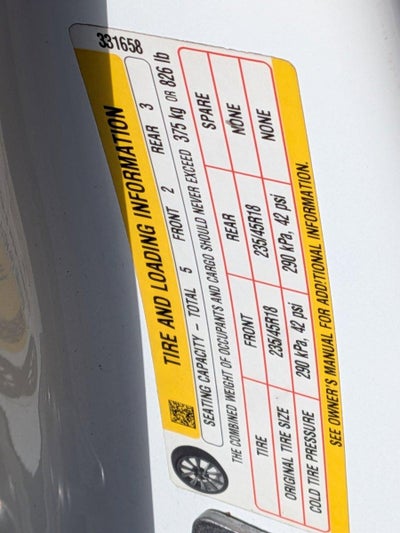 331658
TIRE AND LOADING INFORMATION
SEATING CAPACITY – TOTAL 5 FRONT 2 REAR 3
THE COMBINED WEIGHT OF OCCUPANTS AND CARGO SHOULD NEVER EXCEED 375 kg OR 826 lb
TIRE FRONT REAR SPARE
ORIGINAL TIRE SIZE 235/45R18 235/45R18 NONE
COLD TIRE PRESSURE 290 kPa, 42 psi 290 kPa, 42 psi NONE
SEE OWNER'S MANUAL FOR ADDITIONAL INFORMATION.